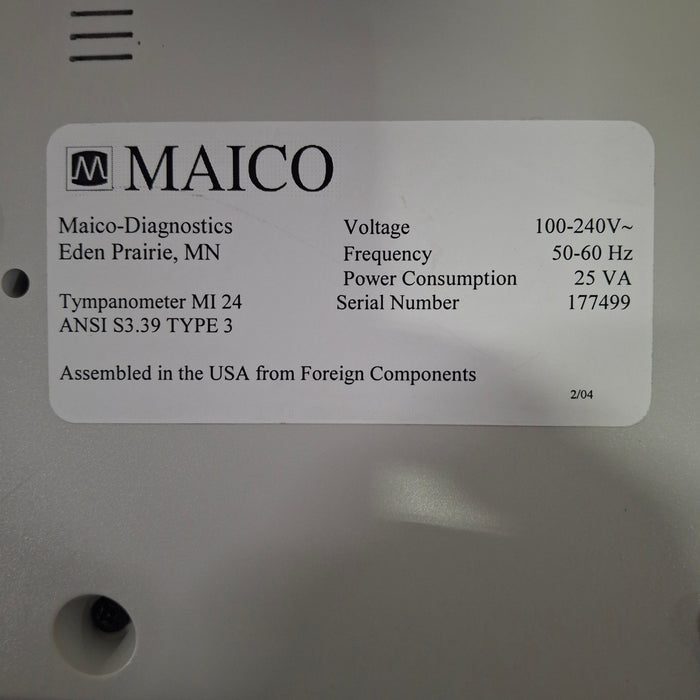 MAICO
Maico-Diagnostics
Eden Prairie, MN
Tympanometer MI 24
ANSI S3.39 TYPE 3
Voltage 100-240V~
Frequency 50-60 Hz
Power Consumption 25 VA
Serial Number 177499
Assembled in the USA from Foreign Components
2/04